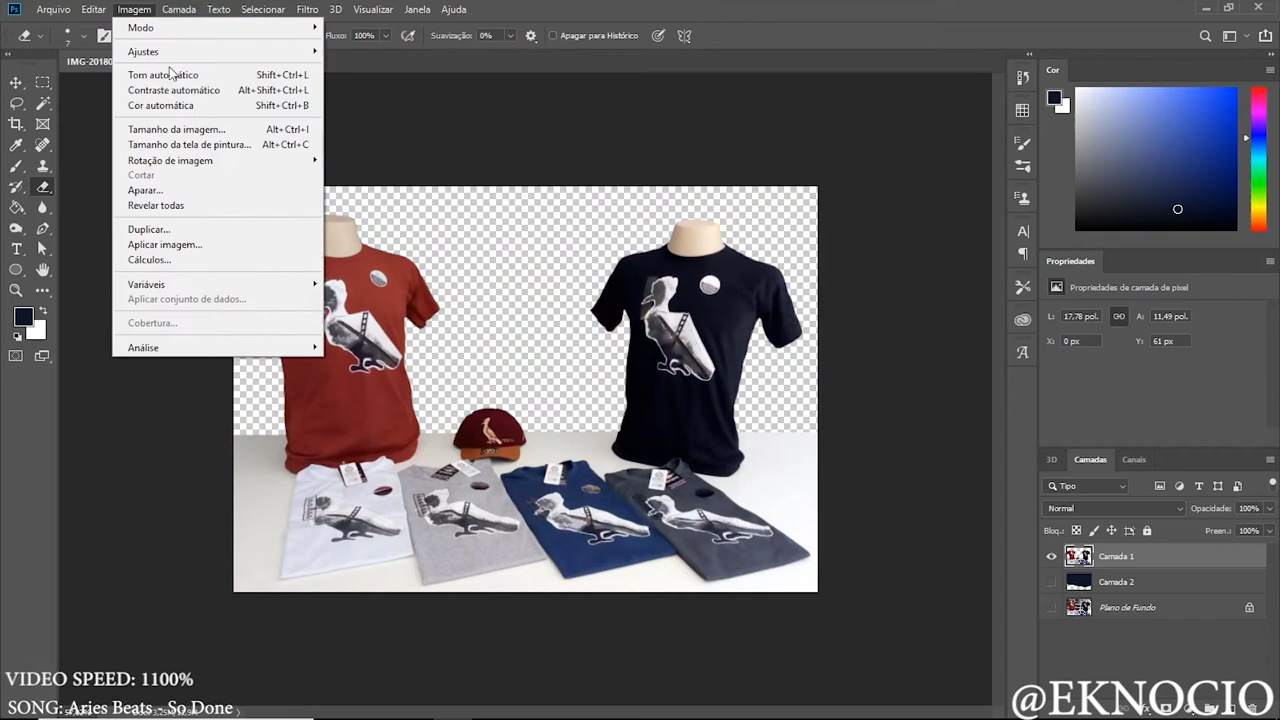 Ps Arquivo Editar Imagem Camada Texto Selecionar Filtro 3D Visualizar Janela Ajuda
7 Fluxo: 100% Suavização: 0% Apagar para Histórico
IMG-20180
Modo
Ajustes
Tom automático Shift+Ctrl+L
Contraste automático Alt+Shift+Ctrl+L
Cor automática Shift+Ctrl+B
Tamanho da imagem... Alt+Ctrl+I
Tamanho da tela de pintura... Alt+Ctrl+C
Rotação de imagem
Cortar
Aparar...
Revelar todas
Duplicar...
Aplicar imagem...
Cálculos...
Variáveis
Aplicar conjunto de dados...
Cobertura...
Análise
Cor
Propriedades
Propriedades de camada de pixel
L: 17,78 pol. A: 11,49 pol.
X: 0 px Y: 61 px
3D Camadas Canais
Tipo
Normal Opacidade: 100%
Bloq.: Preen.: 100%
Camada 1
Camada 2
Plano de Fundo
VIDEO SPEED: 1100%
SONG: Aries Beats - So Done
@EKNOCIO